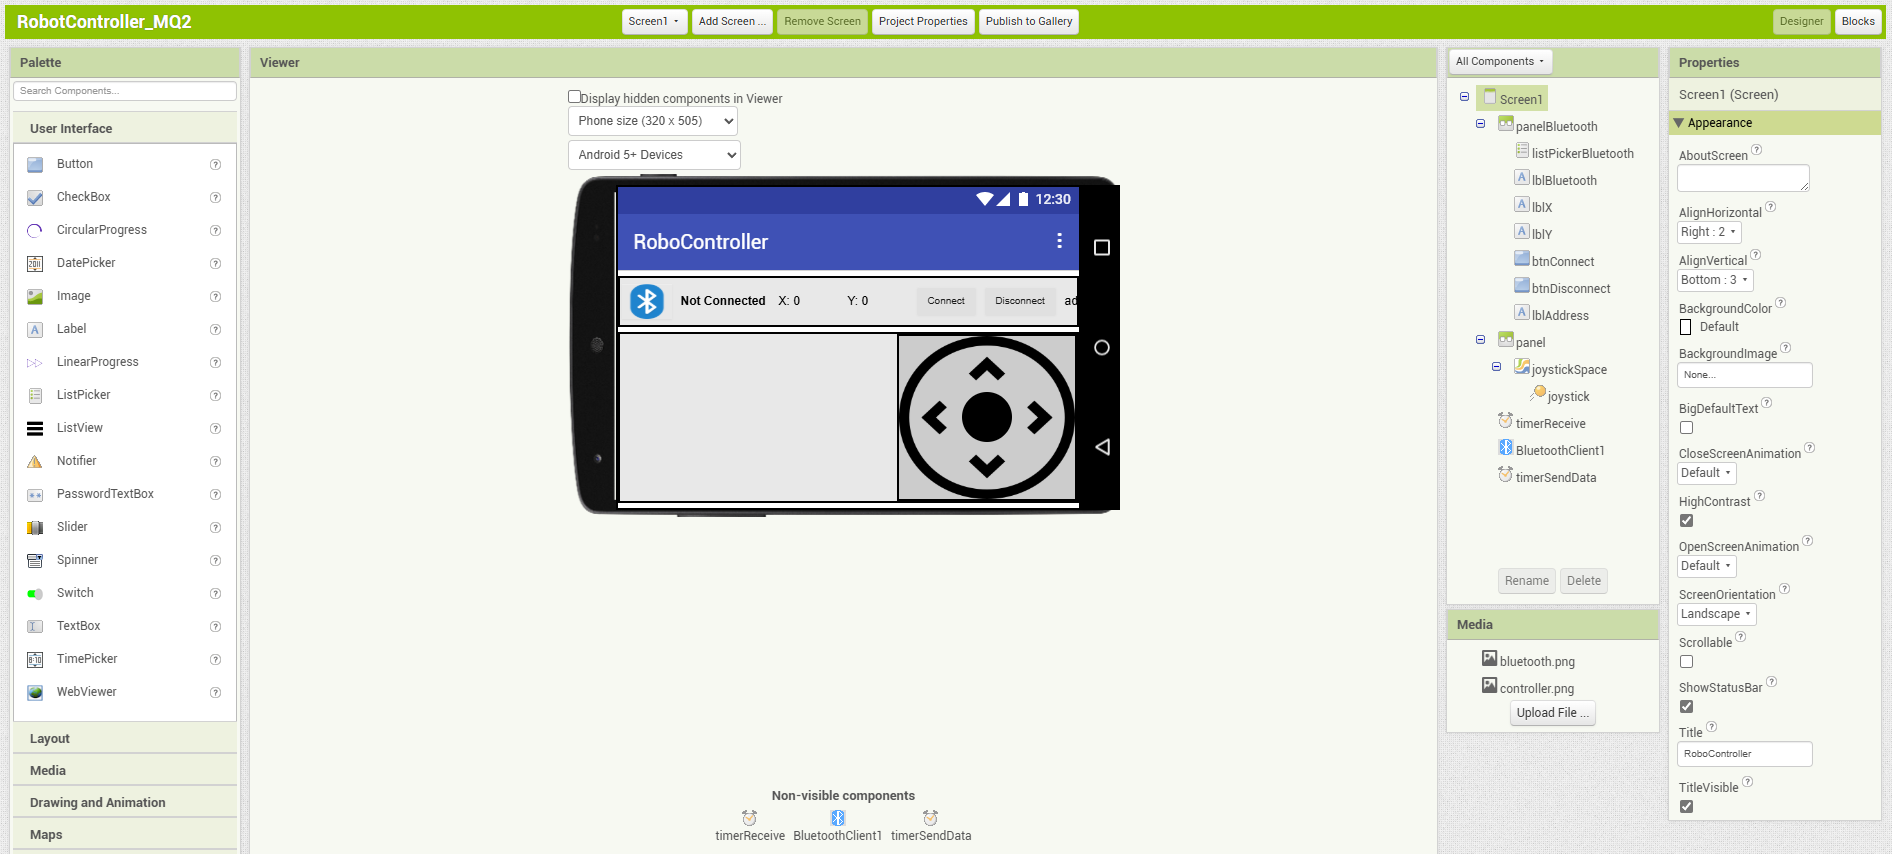 RobotController_MQ2
Screen1
Add Screen ...
Remove Screen
Project Properties
Publish to Gallery
Designer
Blocks
Palette
Search Components...
User Interface
Button
CheckBox
CircularProgress
DatePicker
Image
Label
LinearProgress
ListPicker
ListView
Notifier
PasswordTextBox
Slider
Spinner
Switch
TextBox
TimePicker
WebViewer
Layout
Media
Drawing and Animation
Maps
Viewer
Display hidden components in Viewer
Phone size (320 x 505)
Android 5+ Devices
12:30
RoboController
Not Connected
X: 0
Y: 0
Connect
Disconnect
ad
Non-visible components
timerReceive
BluetoothClient1
timerSendData
All Components
Screen1
panelBluetooth
listPickerBluetooth
lblBluetooth
lblX
lblY
btnConnect
btnDisconnect
lblAddress
panel
joystickSpace
joystick
timerReceive
BluetoothClient1
timerSendData
Rename
Delete
Media
bluetooth.png
controller.png
Upload File ...
Properties
Screen1 (Screen)
Appearance
AboutScreen
AlignHorizontal
Right : 2
AlignVertical
Bottom : 3
BackgroundColor
Default
BackgroundImage
None...
BigDefaultText
CloseScreenAnimation
Default
HighContrast
OpenScreenAnimation
Default
ScreenOrientation
Landscape
Scrollable
ShowStatusBar
Title
RoboController
TitleVisible